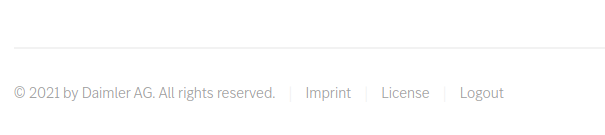 © 2021 by Daimler AG. All rights reserved. | Imprint | License | Logout